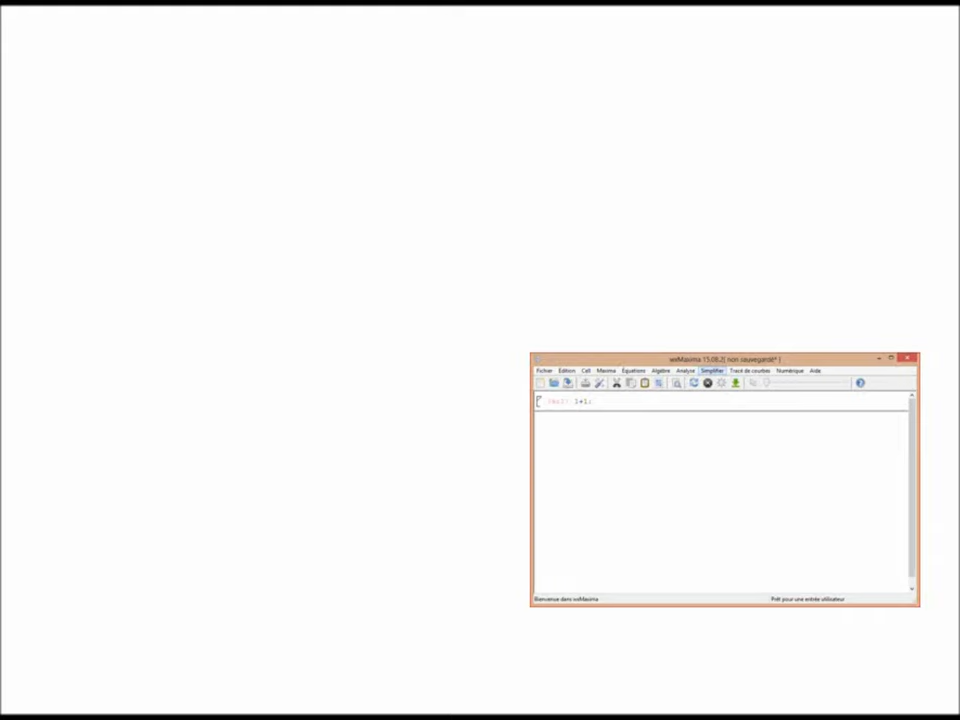 wxMaxima 15.08.2[ non sauvegardé* ]
Fichier Édition Cell Maxima Équations Algèbre Analyse Simplifier Tracé de courbes Numérique Aide
1+1;
Bienvenue dans wxMaxima Prêt pour une entrée utilisateur